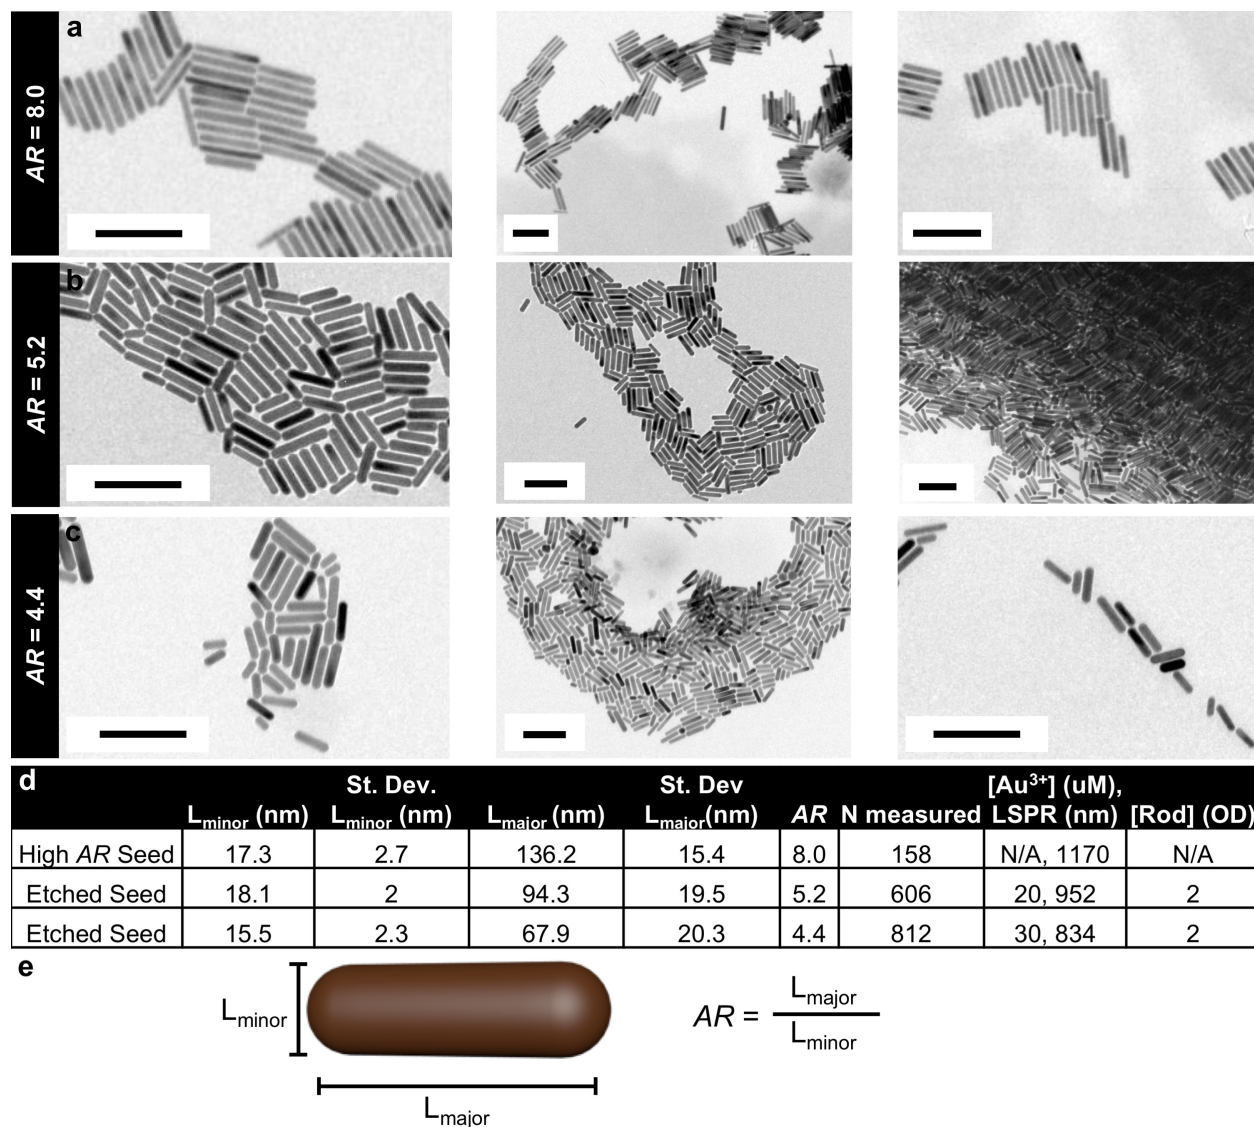 a
AR = 8.0
b
AR = 5.2
c
AR = 4.4
d
L_minor (nm) St. Dev. L_minor (nm) L_major (nm) St. Dev L_major(nm) AR N measured [Au³⁺] (uM), LSPR (nm) [Rod] (OD)
High AR Seed 17.3 2.7 136.2 15.4 8.0 158 N/A, 1170 N/A
Etched Seed 18.1 2 94.3 19.5 5.2 606 20, 952 2
Etched Seed 15.5 2.3 67.9 20.3 4.4 812 30, 834 2
e
L_minor
L_major
AR = L_major / L_minor